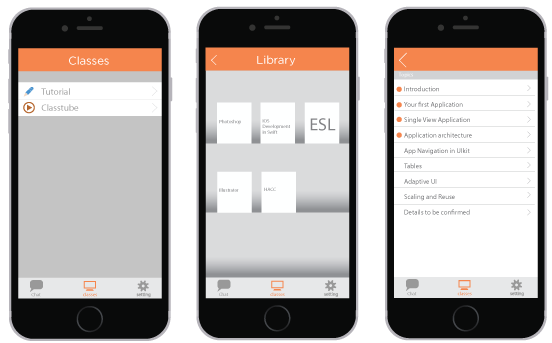 Classes
Tutorial
Classtube
Chat
classes
setting
Library
Photoshop
iOS
Development
in Swift
ESL
Illustrator
HACC
Chat
classes
setting
Topics
Introduction
Your first Application
Single View Application
Application architecture
App Navigation in UIkit
Tables
Adaptive UI
Scaling and Reuse
Details to be confirmed
Chat
classes
setting